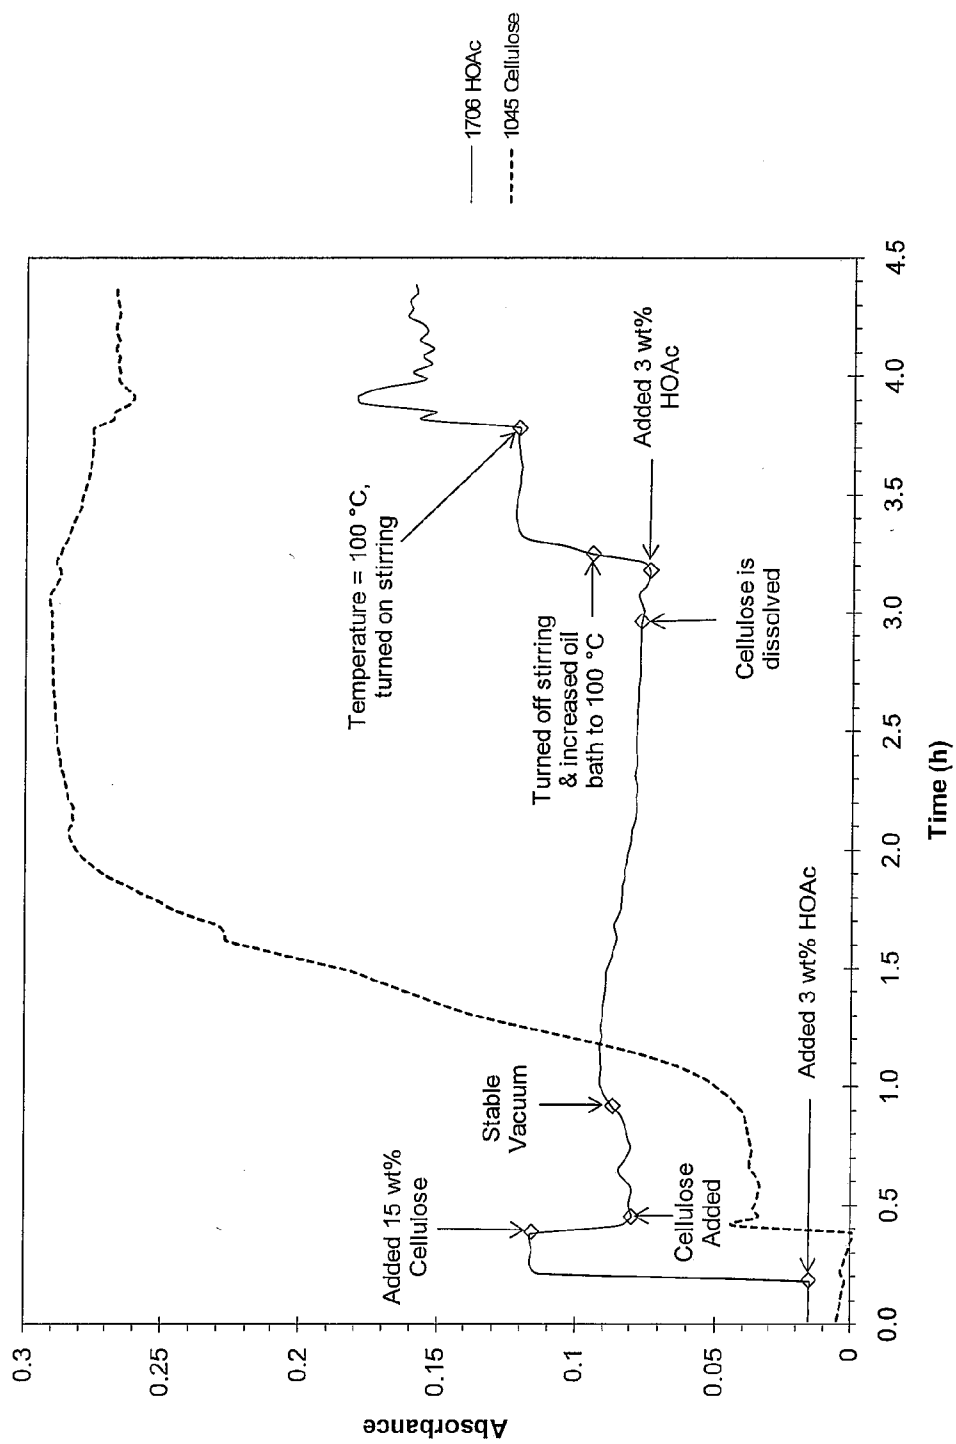 0.3
0.25
0.2
0.15
0.1
0.05
0
Absorbance
0.0
0.5
1.0
1.5
2.0
2.5
3.0
3.5
4.0
4.5
Time (h)
Added 15 wt%
Cellulose
Stable
Vacuum
Cellulose
Added
Added 3 wt% HOAc
Temperature = 100 °C,
turned on stirring
Turned off stirring
& increased oil
bath to 100 °C
Cellulose is
dissolved
Added 3 wt%
HOAc
1706 HOAc
1045 Cellulose